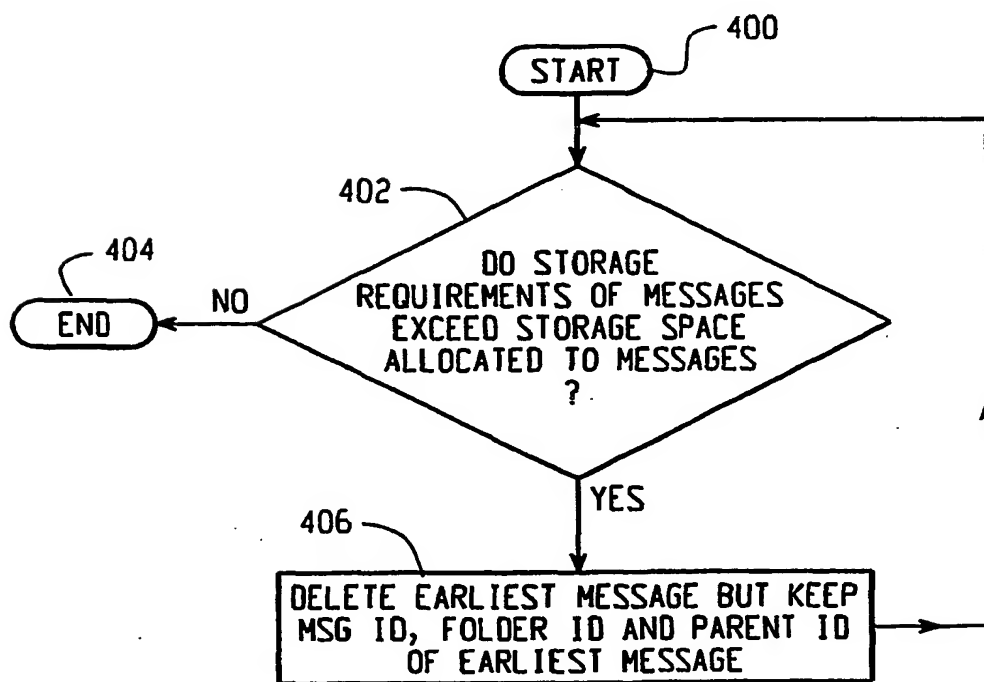 400
START
402
DO STORAGE
REQUIREMENTS OF MESSAGES
EXCEED STORAGE SPACE
ALLOCATED TO MESSAGES
?
404
END
NO
YES
406
DELETE EARLIEST MESSAGE BUT KEEP
MSG ID, FOLDER ID AND PARENT ID
OF EARLIEST MESSAGE